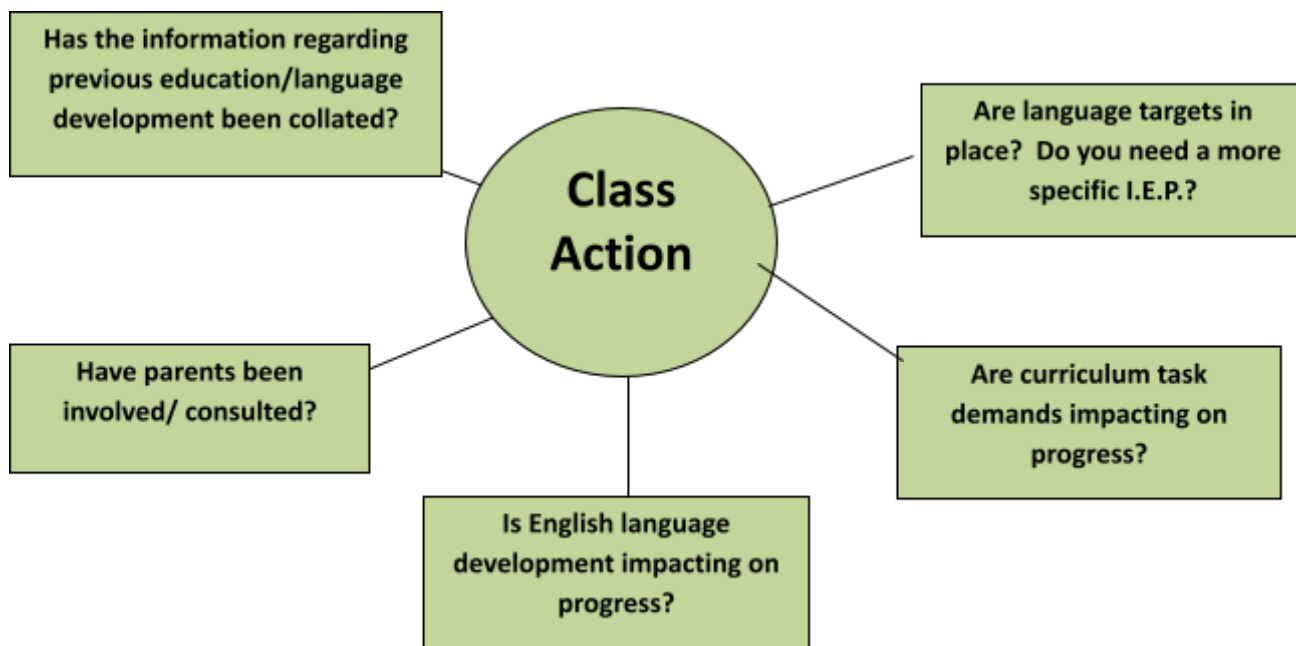 Has the information regarding
previous education/language
development been collated?
Class
Action
Are language targets in
place?  Do you need a more
specific I.E.P.?
Have parents been
involved/ consulted?
Are curriculum task
demands impacting on
progress?
Is English language
development impacting on
progress?